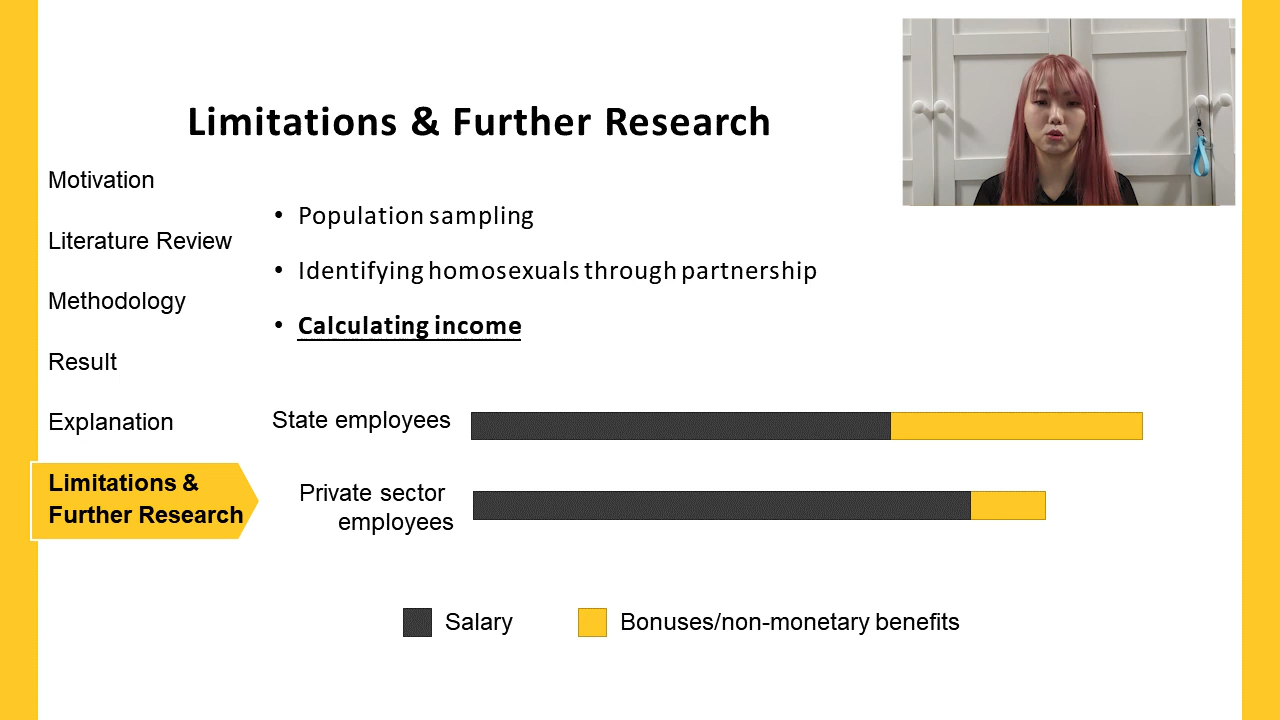 Limitations & Further Research
Motivation
Literature Review
Methodology
Result
Explanation
Limitations &
Further Research
• Population sampling
• Identifying homosexuals through partnership
• Calculating income
State employees
Private sector
employees
Salary
Bonuses/non-monetary benefits